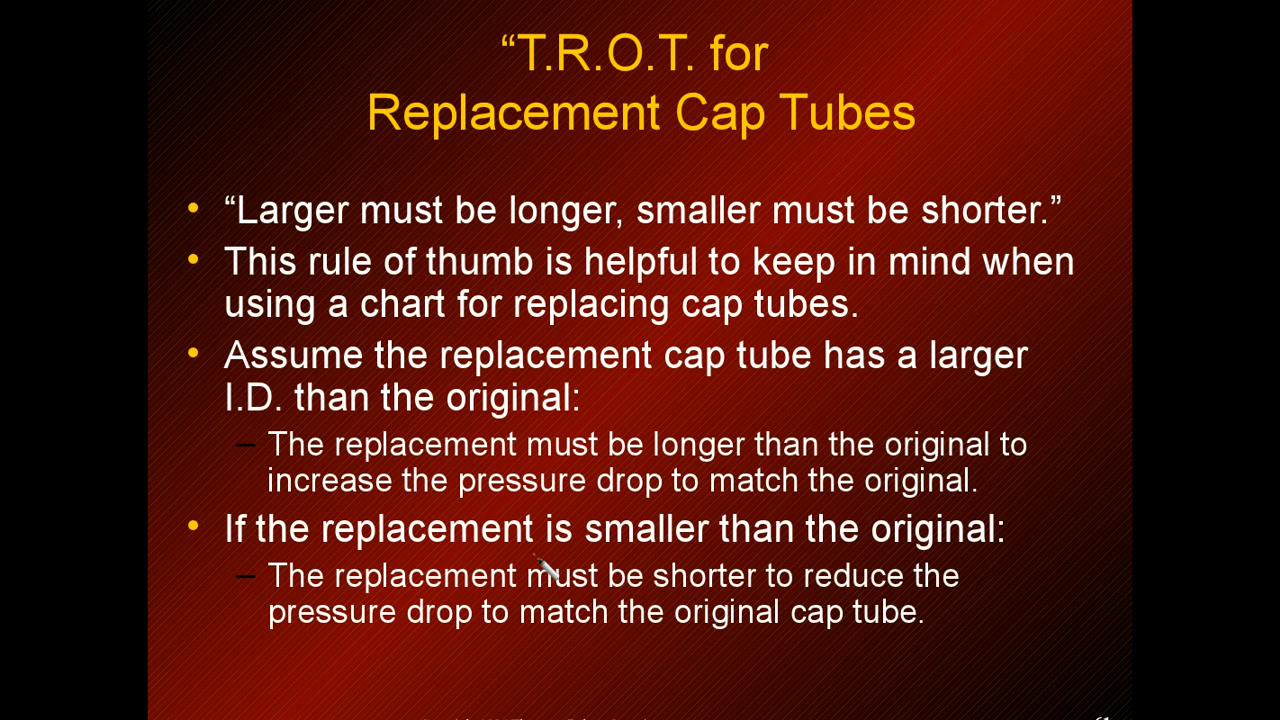 “T.R.O.T. for
Replacement Cap Tubes
• “Larger must be longer, smaller must be shorter.”
• This rule of thumb is helpful to keep in mind when
using a chart for replacing cap tubes.
• Assume the replacement cap tube has a larger
I.D. than the original:
– The replacement must be longer than the original to
increase the pressure drop to match the original.
• If the replacement is smaller than the original:
– The replacement must be shorter to reduce the
pressure drop to match the original cap tube.